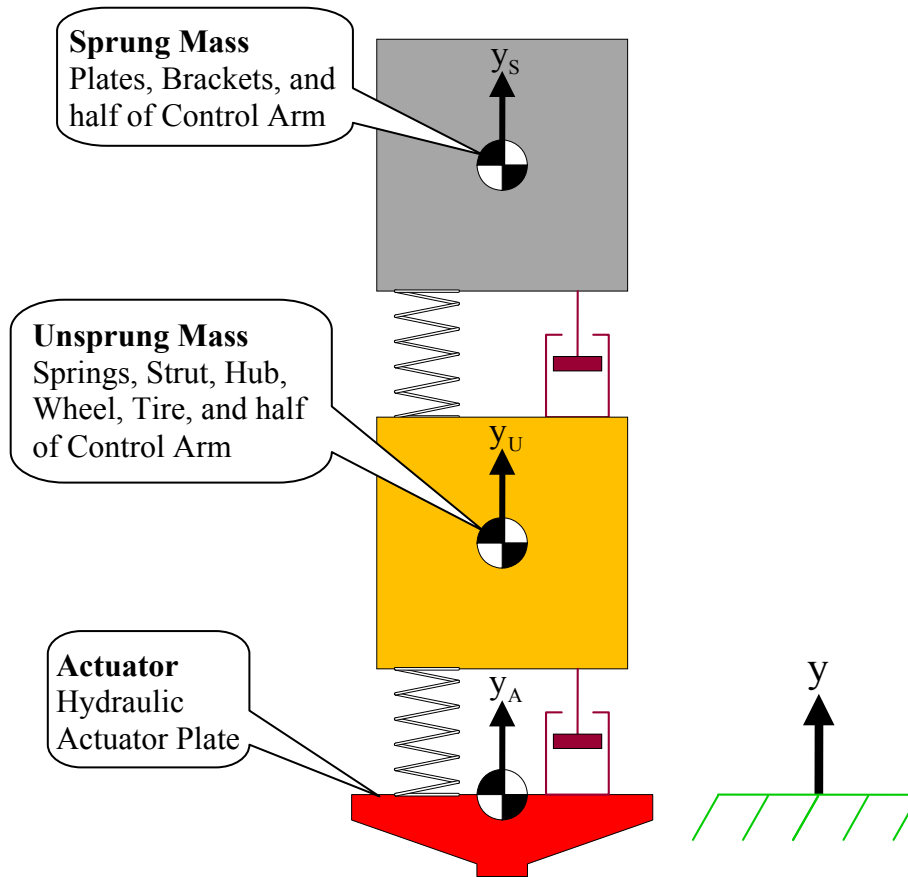 Sprung Mass
Plates, Brackets, and
half of Control Arm
yS
Unsprung Mass
Springs, Strut, Hub,
Wheel, Tire, and half
of Control Arm
yU
Actuator
Hydraulic
Actuator Plate
yA
y